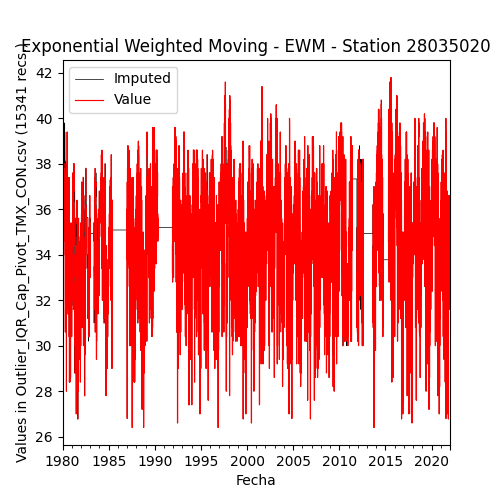 Exponential Weighted Moving - EWM - Station 28035020
Imputed
Value
Values in Outlier_IQR_Cap_Pivot_TMX_CON.csv (15341 recs.)
42
40
38
36
34
32
30
28
26
1980 1985 1990 1995 2000 2005 2010 2015 2020
Fecha